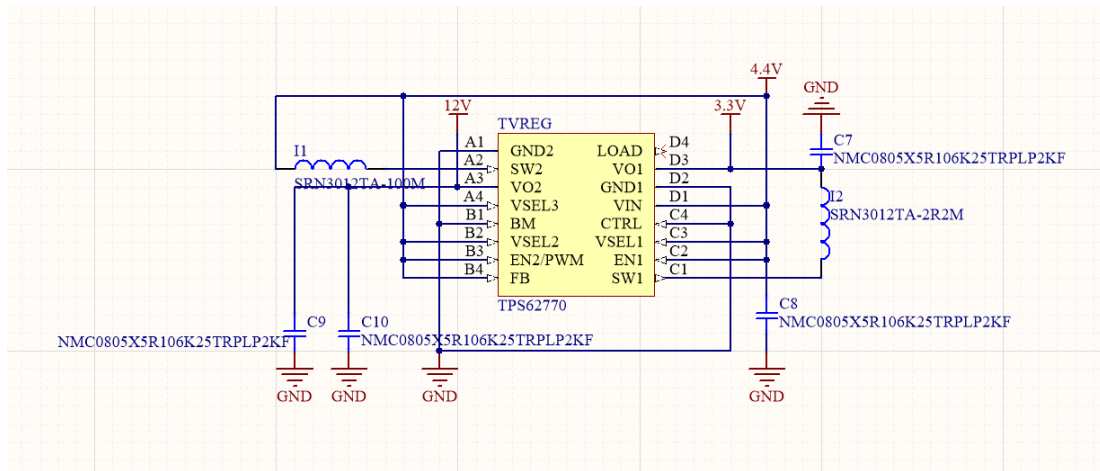 4.4V
GND
12V
3.3V
TVREG
C7
NMC0805X5R106K25TRPLP2KF
I1
SRN3012TA-100M
A1 GND2 LOAD D4
A2 SW2 VO1 D3
A3 VO2 GND1 D2
A4 VSEL3 VIN D1
B1 BM CTRL C4
B2 VSEL2 VSEL1 C3
B3 EN2/PWM EN1 C2
B4 FB SW1 C1
I2
SRN3012TA-2R2M
TPS62770
C8
NMC0805X5R106K25TRPLP2KF
C9
NMC0805X5R106K25TRPLP2KF
C10
NMC0805X5R106K25TRPLP2KF
GND
GND
GND
GND